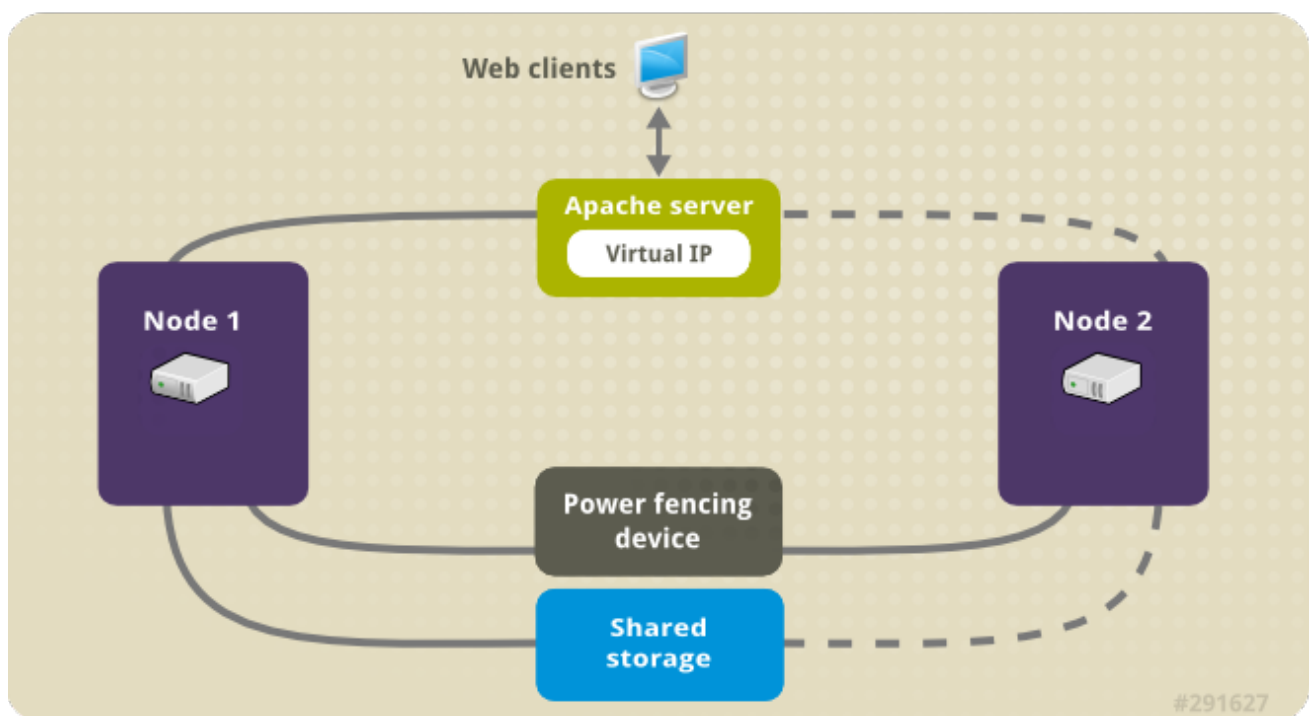 Web clients
Apache server
Virtual IP
Node 1
Node 2
Power fencing
device
Shared
storage
#291627